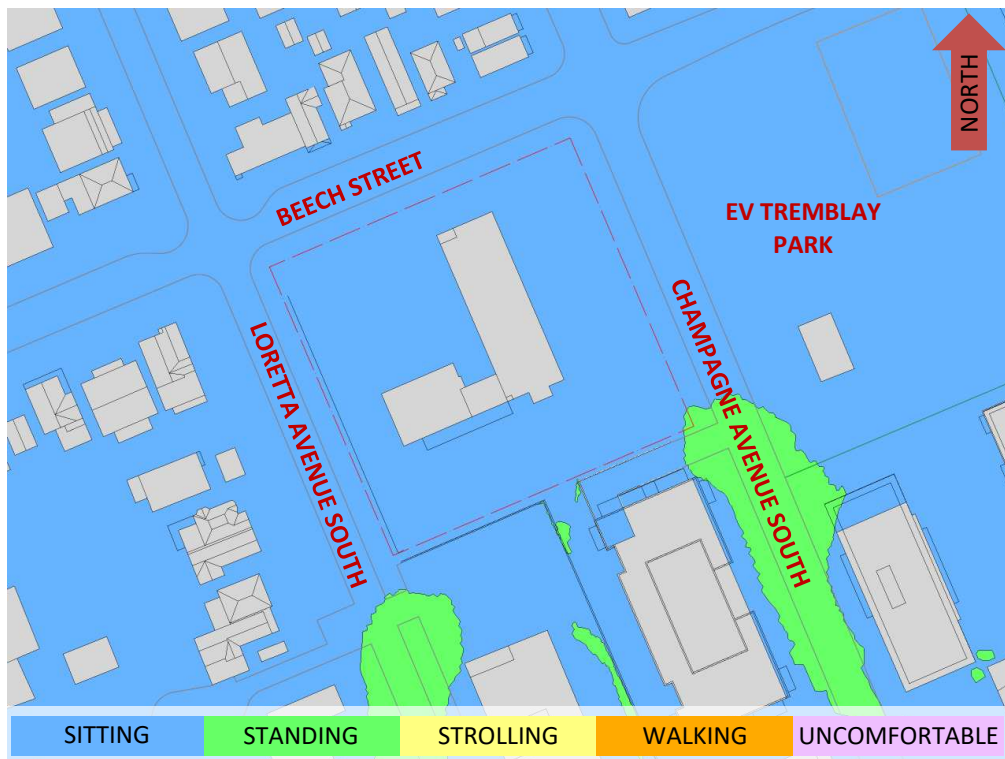 NORTH
BEECH STREET
EV TREMBLAY
PARK
LORETTA AVENUE SOUTH
CHAMPAGNE AVENUE SOUTH
SITTING
STANDING
STROLLING
WALKING
UNCOMFORTABLE